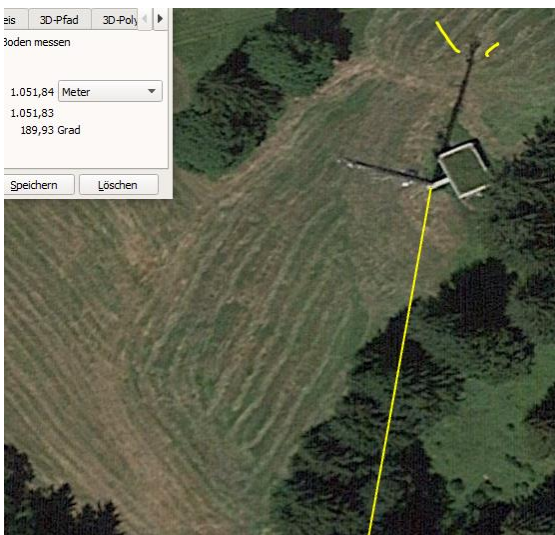 eis 3D-Pfad 3D-Poly
Boden messen
1.051,84 Meter
1.051,83
189,93 Grad
Speichern Löschen